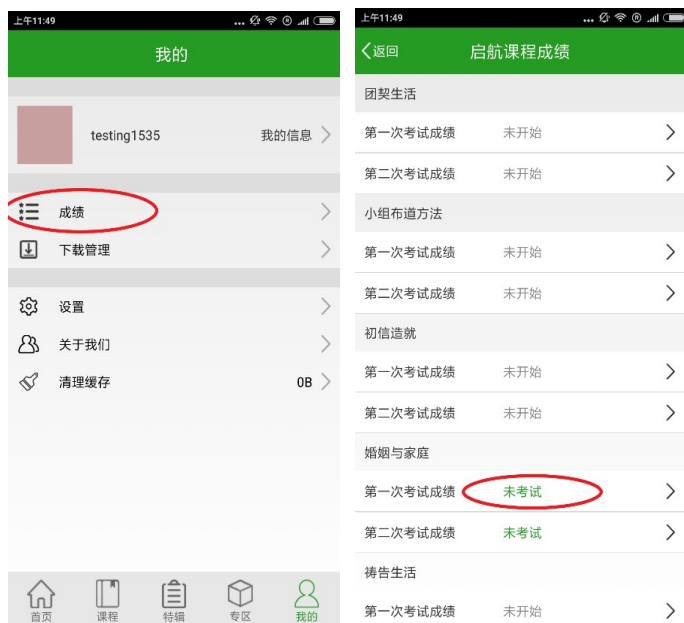 上午11:49
我的
testing1535 我的信息
成绩
下载管理
设置
关于我们
清理缓存 0B
首页 课程 特辑 专区 我的
上午11:49
返回 启航课程成绩
团契生活
第一次考试成绩 未开始
第二次考试成绩 未开始
小组布道方法
第一次考试成绩 未开始
第二次考试成绩 未开始
初信造就
第一次考试成绩 未开始
第二次考试成绩 未开始
婚姻与家庭
第一次考试成绩 未考试
第二次考试成绩 未考试
祷告生活
第一次考试成绩 未开始